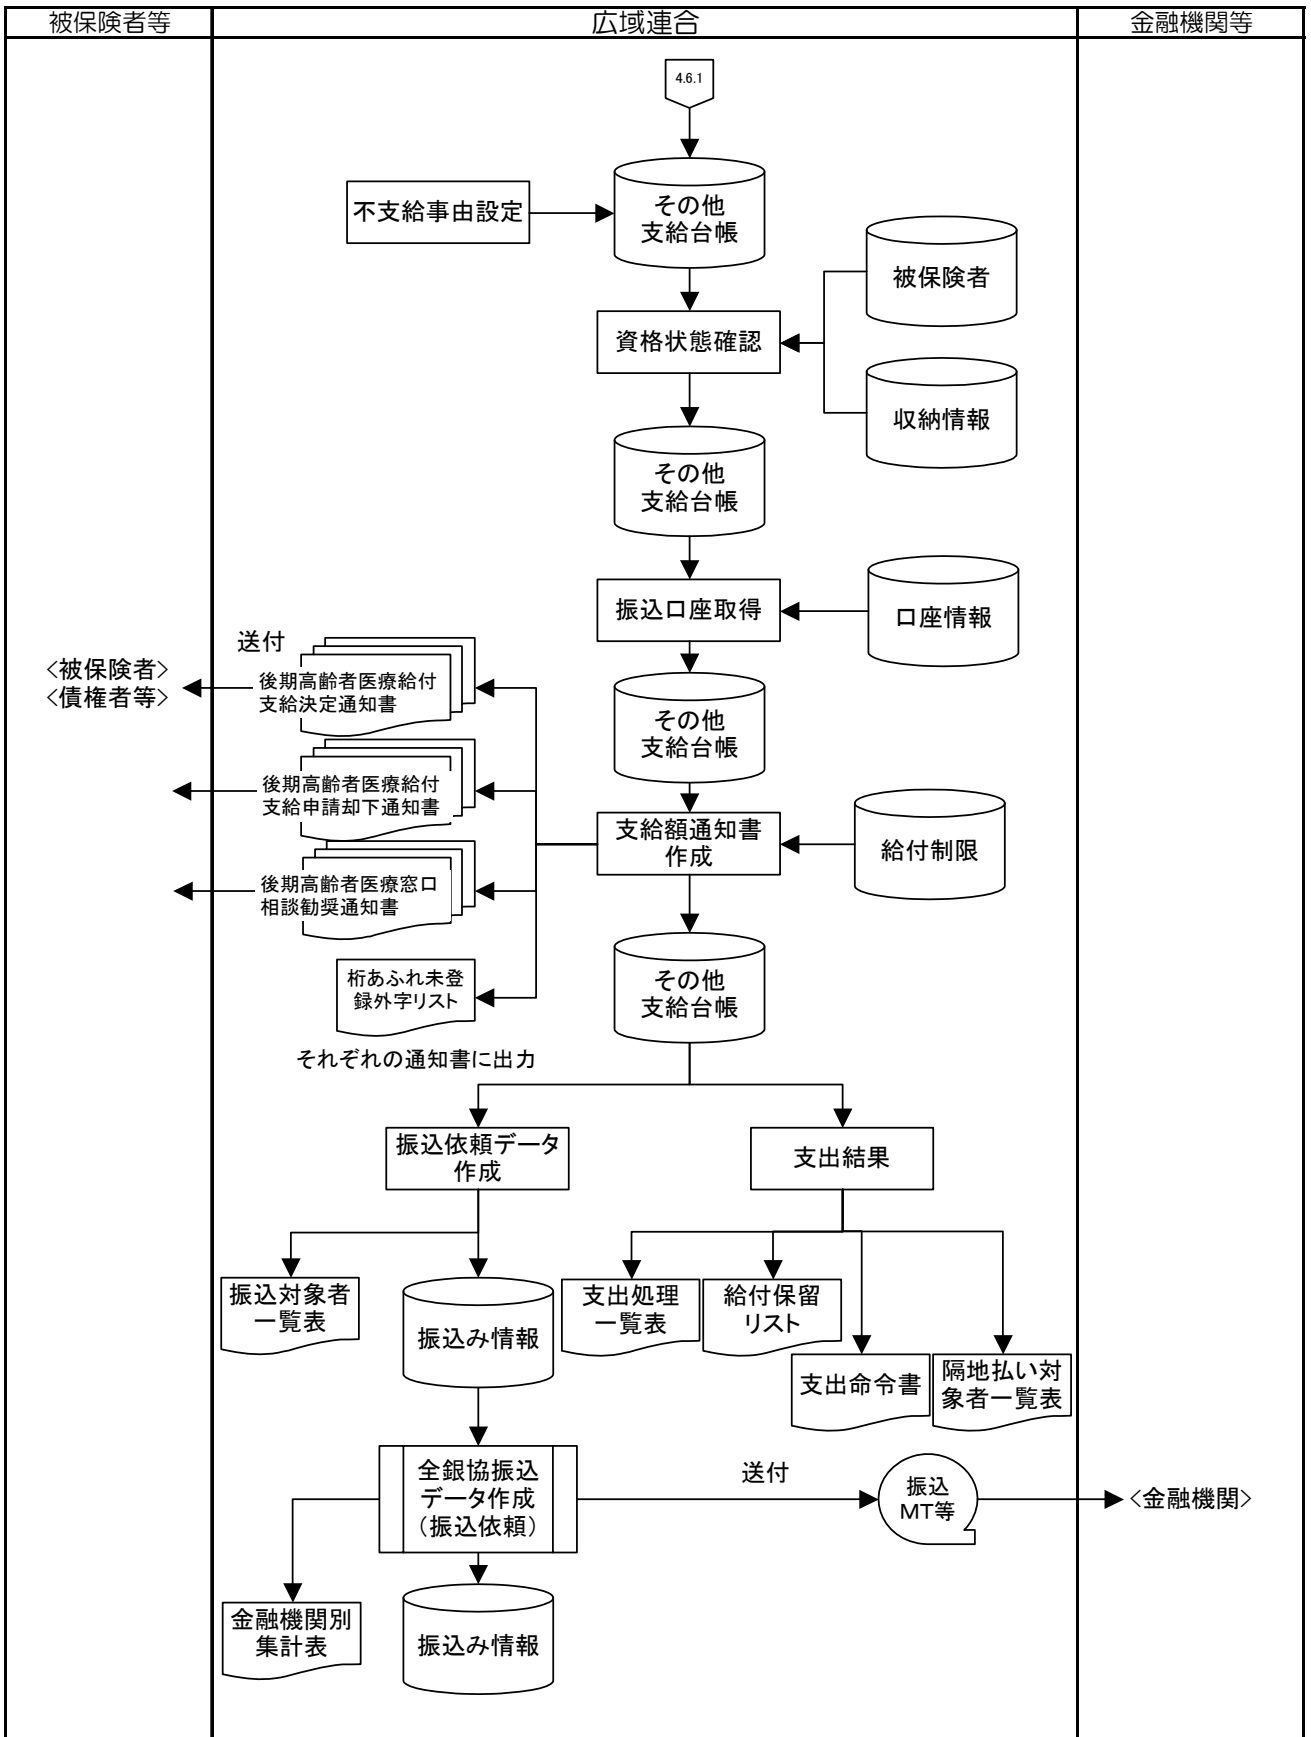 被保険者等
広域連合
金融機関等
4.6.1
その他
支給台帳
不支給事由設定
被保険者
資格状態確認
収納情報
その他
支給台帳
振込口座取得
口座情報
送付
<被保険者>
<債権者等>
後期高齢者医療給付
支給決定通知書
その他
支給台帳
後期高齢者医療給付
支給申請却下通知書
支給額通知書
作成
給付制限
後期高齢者医療窓口
相談勧奨通知書
桁あふれ未登
録外字リスト
その他
支給台帳
それぞれの通知書に出力
振込依頼データ
作成
支出結果
振込対象者
一覧表
振込み情報
支出処理
一覧表
給付保留
リスト
支出命令書
隔地払い対
象者一覧表
全銀協振込
データ作成
(振込依頼)
送付
振込
MT等
<金融機関>
金融機関別
集計表
振込み情報